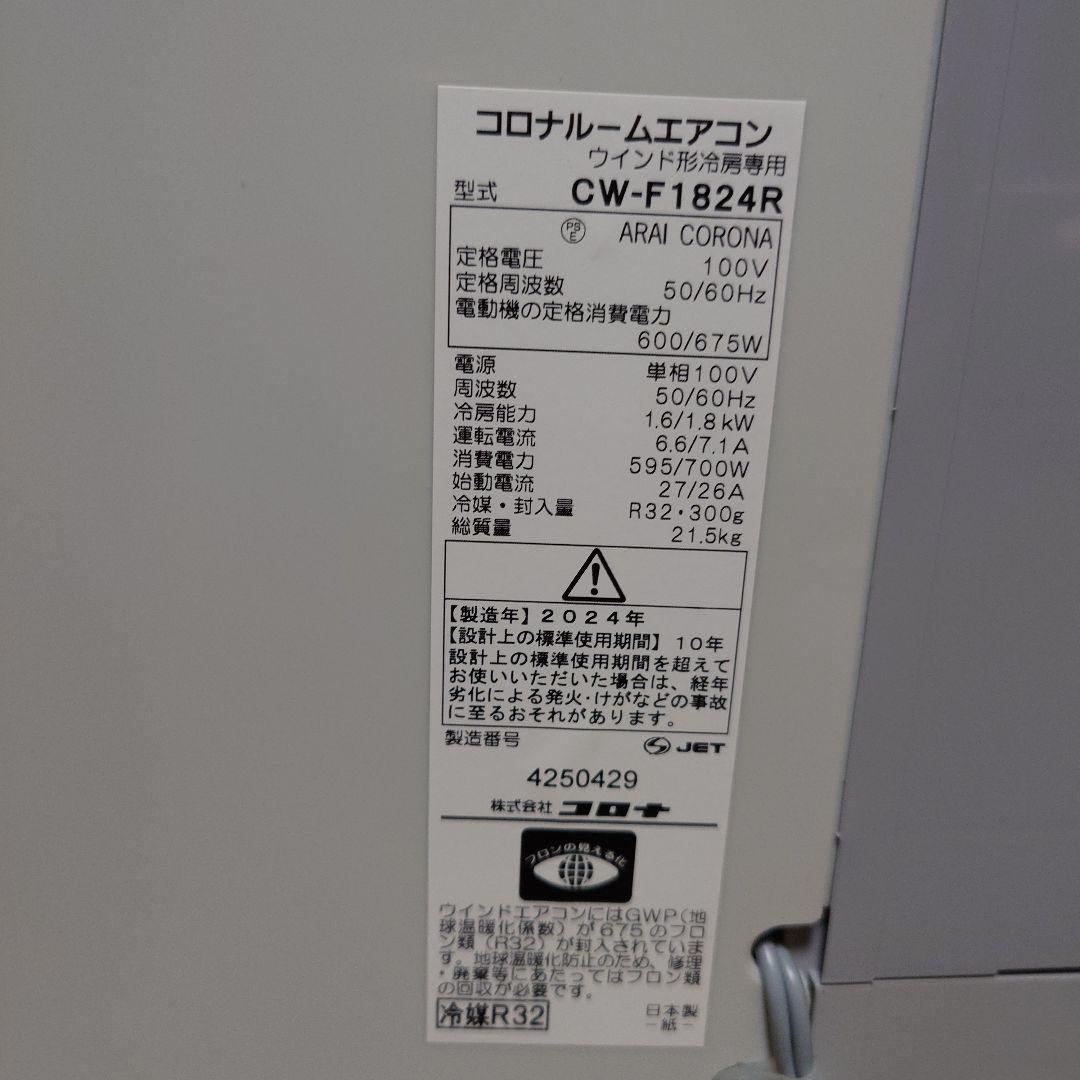 コロナルームエアコン
ウインド形冷房専用
型式 CW-F1824R
PSE ARAI CORONA
定格電圧 100V
定格周波数 50/60Hz
電動機の定格消費電力
600/675W
電源 単相100V
周波数 50/60Hz
冷房能力 1.6/1.8kW
運転電流 6.6/7.1A
消費電力 595/700W
始動電流 27/26A
冷媒・封入量 R32・300g
総質量 21.5kg
【製造年】2024年
【設計上の標準使用期間】10年
設計上の標準使用期間を超えて
お使いいただいた場合は、経年
劣化による発火・けがなどの事故
に至るおそれがあります。
製造番号 S JET
4250429
株式会社 コロナ
フロンの見える化
ウインドエアコンにはGWP(地
球温暖化係数)が675のフロ
ン類(R32)が封入されていま
す。地球温暖化防止のため、修理
・廃棄等にあたってはフロン類
の回収が必要です。
冷媒R32 日本製
－紙－